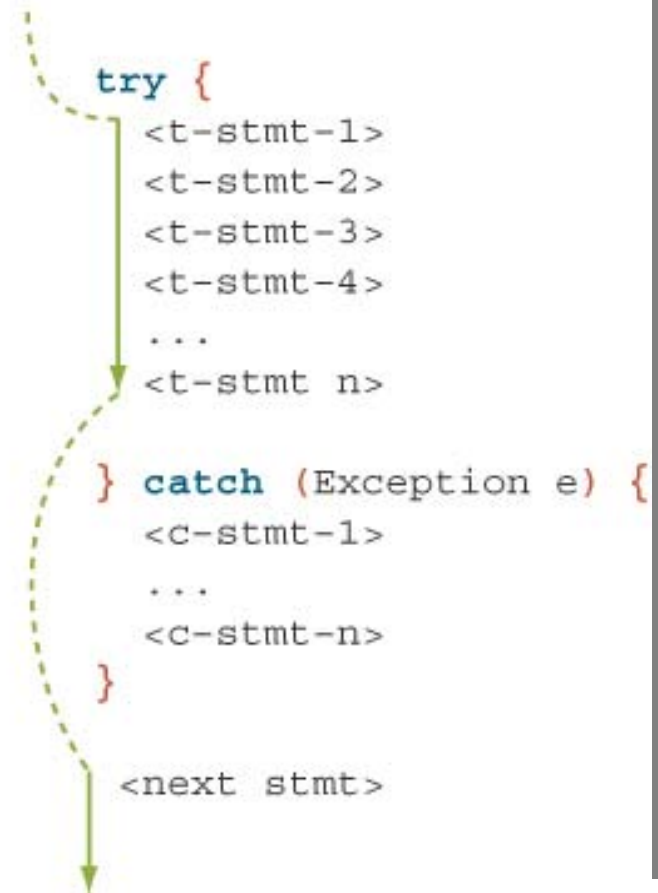 try {
<t-stmt-1>
<t-stmt-2>
<t-stmt-3>
<t-stmt-4>
...
<t-stmt n>
} catch (Exception e) {
<c-stmt-1>
...
<c-stmt-n>
}
<next stmt>